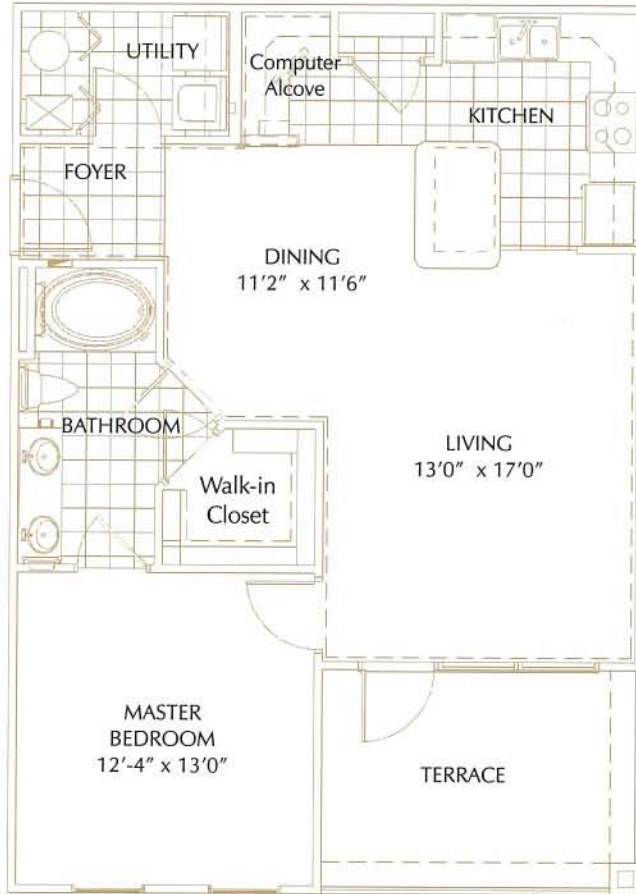 UTILITY
Computer
Alcove
KITCHEN
FOYER
DINING
11'2" x 11'6"
BATHROOM
LIVING
13'0" x 17'0"
Walk-in
Closet
MASTER
BEDROOM
12'-4" x 13'0"
TERRACE